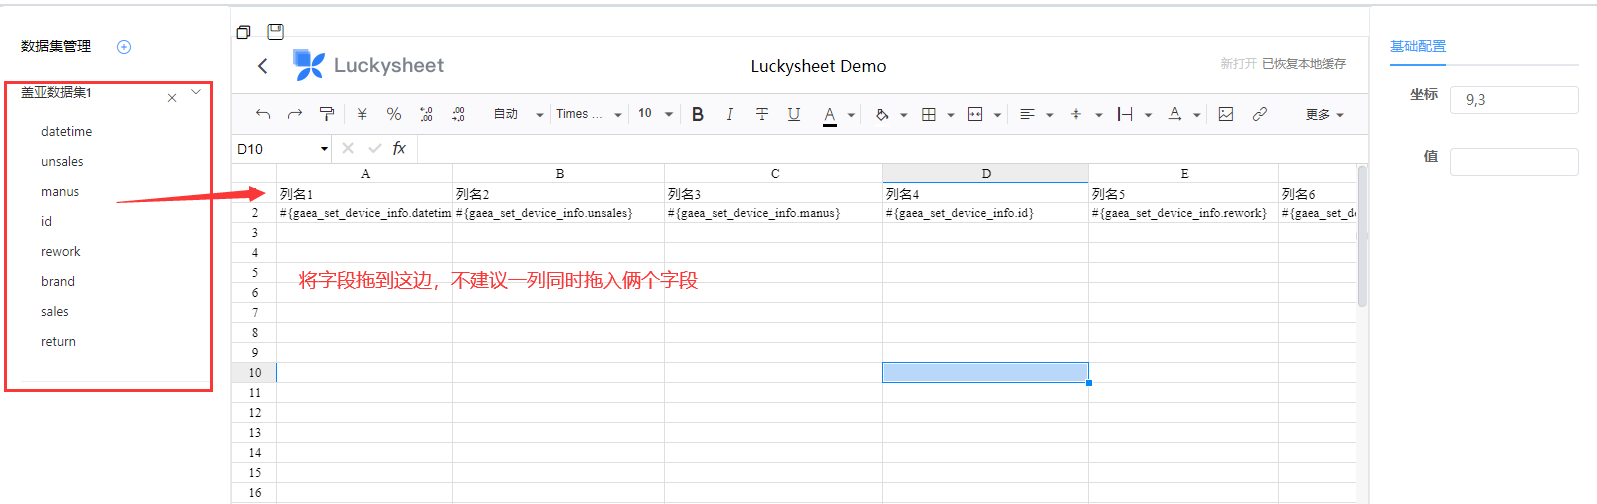 数据集管理
盖亚数据集1
datetime
unsales
manus
id
rework
brand
sales
return
Luckysheet
Luckysheet Demo
新打开 已恢复本地缓存
¥ % .00 .00 自动 Times ... 10 B I T U A A 更多
D10 fx
A B C D E
列名1 列名2 列名3 列名4 列名5 列名6
2 #{gaea_set_device_info.datetim #{gaea_set_device_info.unsales} #{gaea_set_device_info.manus} #{gaea_set_device_info.id} #{gaea_set_device_info.rework} #{gaea_set_de
3
4
5
将字段拖到这边，不建议一列同时拖入俩个字段
6
7
8
9
10
11
12
13
14
15
16
基础配置
坐标 9,3
值